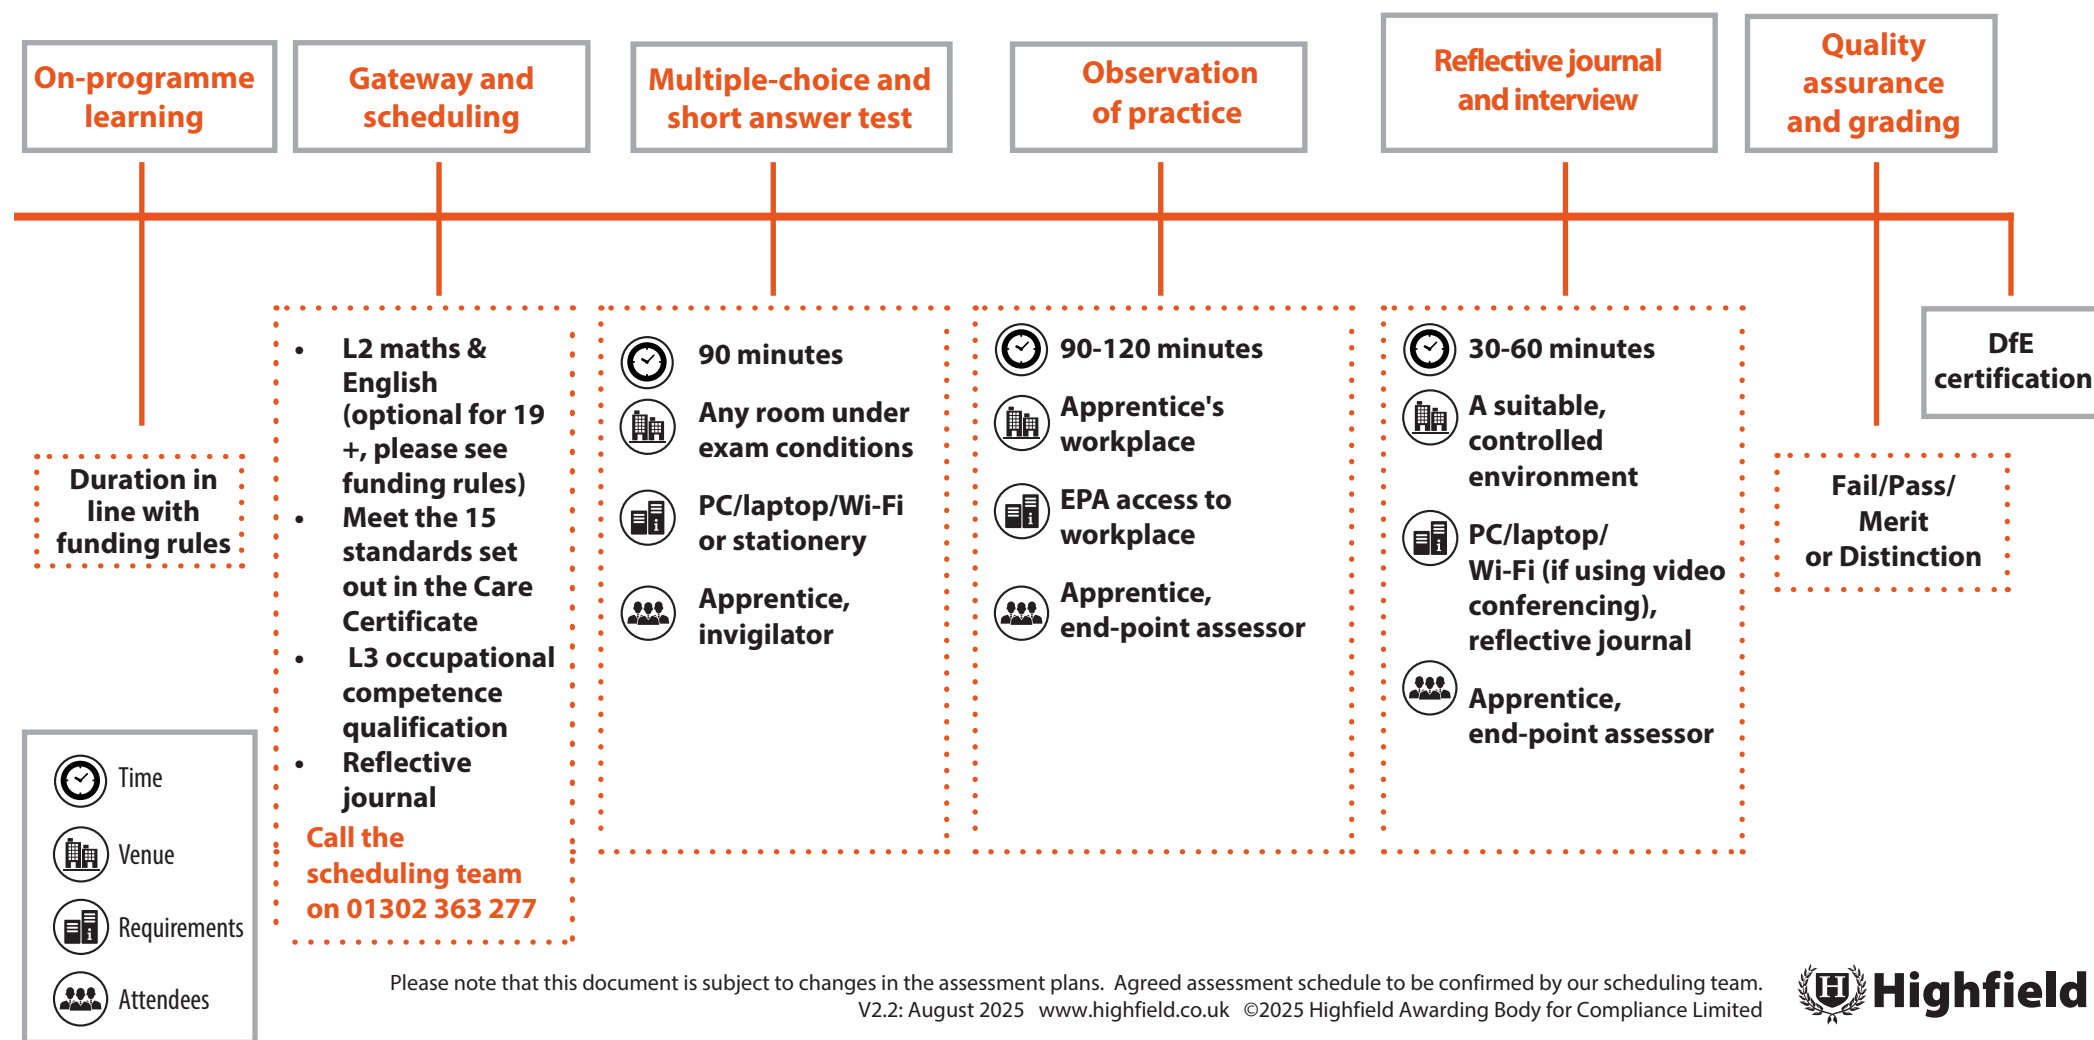 On-programme
learning
Gateway and
scheduling
Multiple-choice and
short answer test
Observation
of practice
Reflective journal
and interview
Quality
assurance
and grading
Duration in
line with
funding rules
• L2 maths &
English
(optional for 19
+, please see
funding rules)
• Meet the 15
standards set
out in the Care
Certificate
• L3 occupational
competence
qualification
• Reflective
journal
Call the
scheduling team
on 01302 363 277
90 minutes
Any room under
exam conditions
PC/laptop/Wi-Fi
or stationery
Apprentice,
invigilator
90-120 minutes
Apprentice's
workplace
EPA access to
workplace
Apprentice,
end-point assessor
30-60 minutes
A suitable,
controlled
environment
PC/laptop/
Wi-Fi (if using video
conferencing),
reflective journal
Apprentice,
end-point assessor
Fail/Pass/
Merit
or Distinction
DfE
certification
Time
Venue
Requirements
Attendees
Please note that this document is subject to changes in the assessment plans. Agreed assessment schedule to be confirmed by our scheduling team.
V2.2: August 2025 www.highfield.co.uk ©2025 Highfield Awarding Body for Compliance Limited
H Highfield